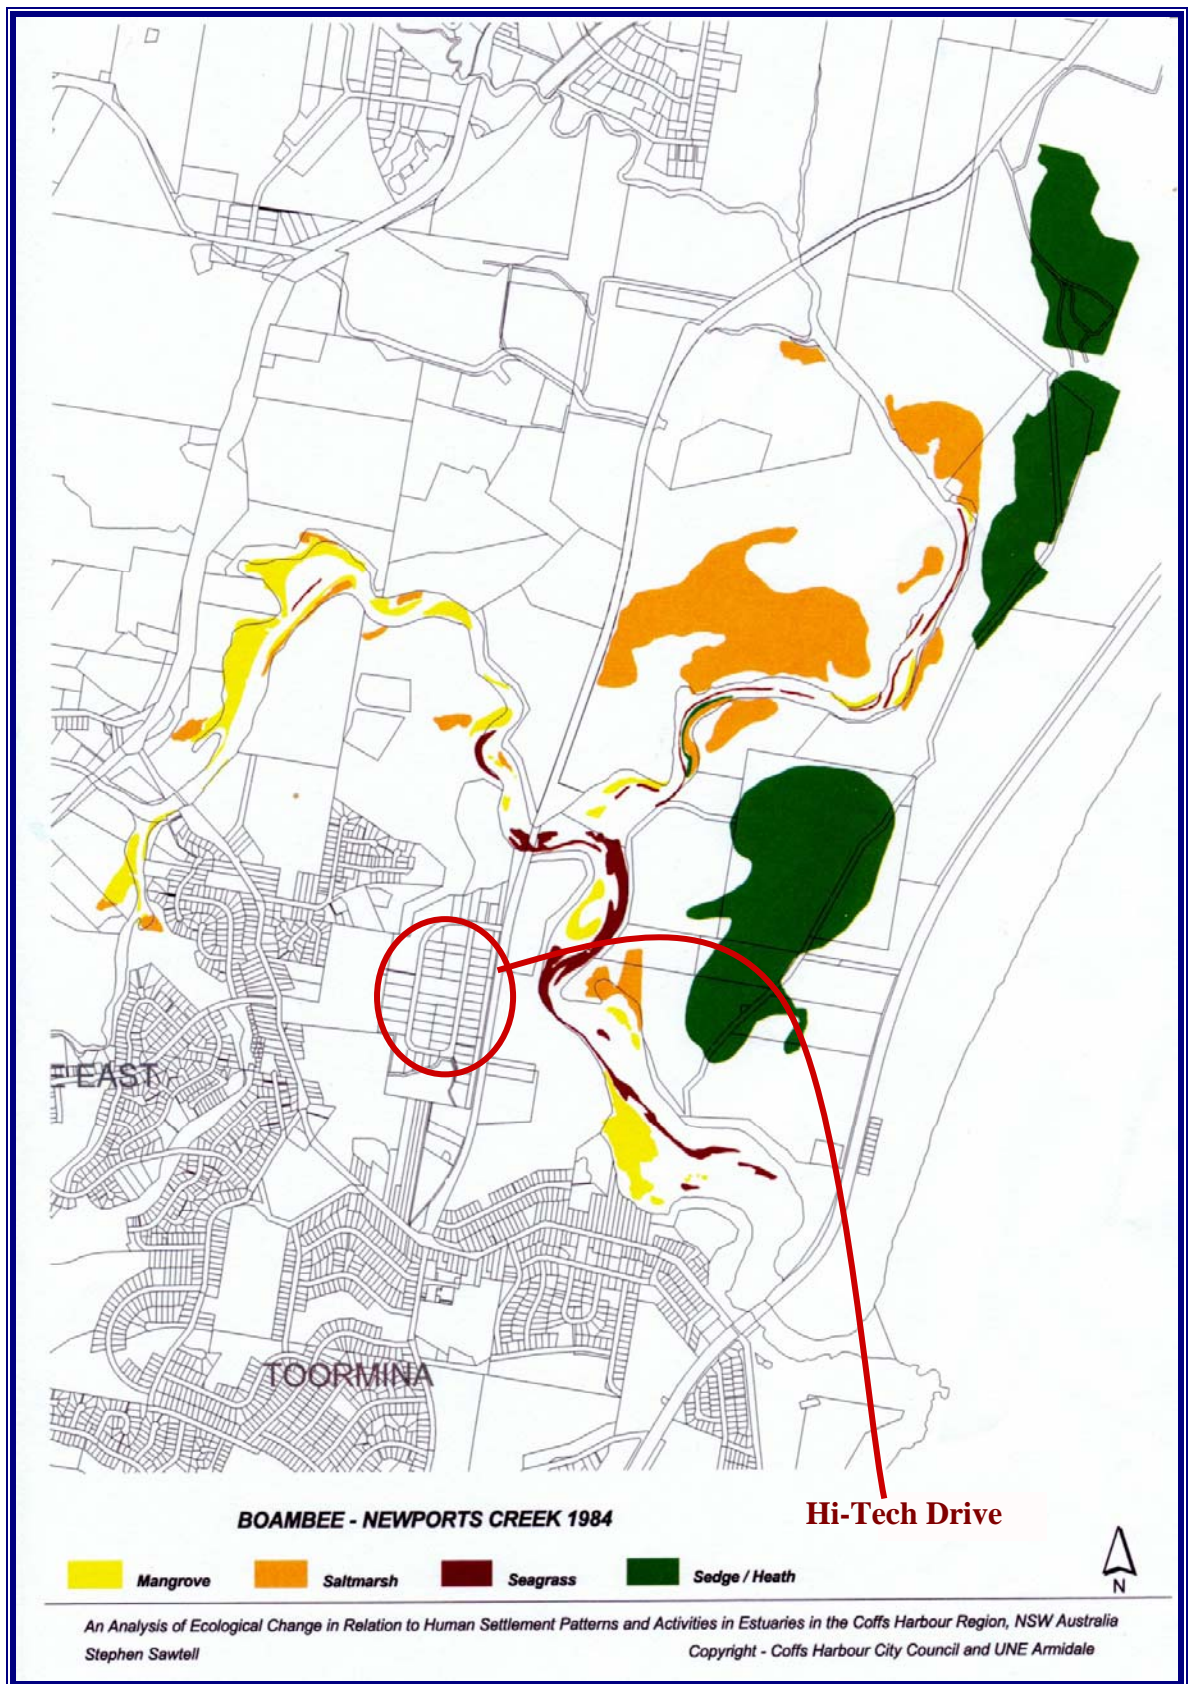 E EAST
TOORMINA
Hi-Tech Drive
BOAMBEE - NEWPORTS CREEK 1984
Mangrove
Saltmarsh
Seagrass
Sedge / Heath
N
An Analysis of Ecological Change in Relation to Human Settlement Patterns and Activities in Estuaries in the Coffs Harbour Region, NSW Australia
Stephen Sawtell
Copyright - Coffs Harbour City Council and UNE Armidale